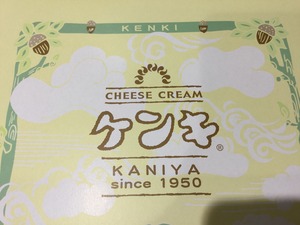 KENKI
CHEESE CREAM
ケンキ®
KANIYA
since 1950